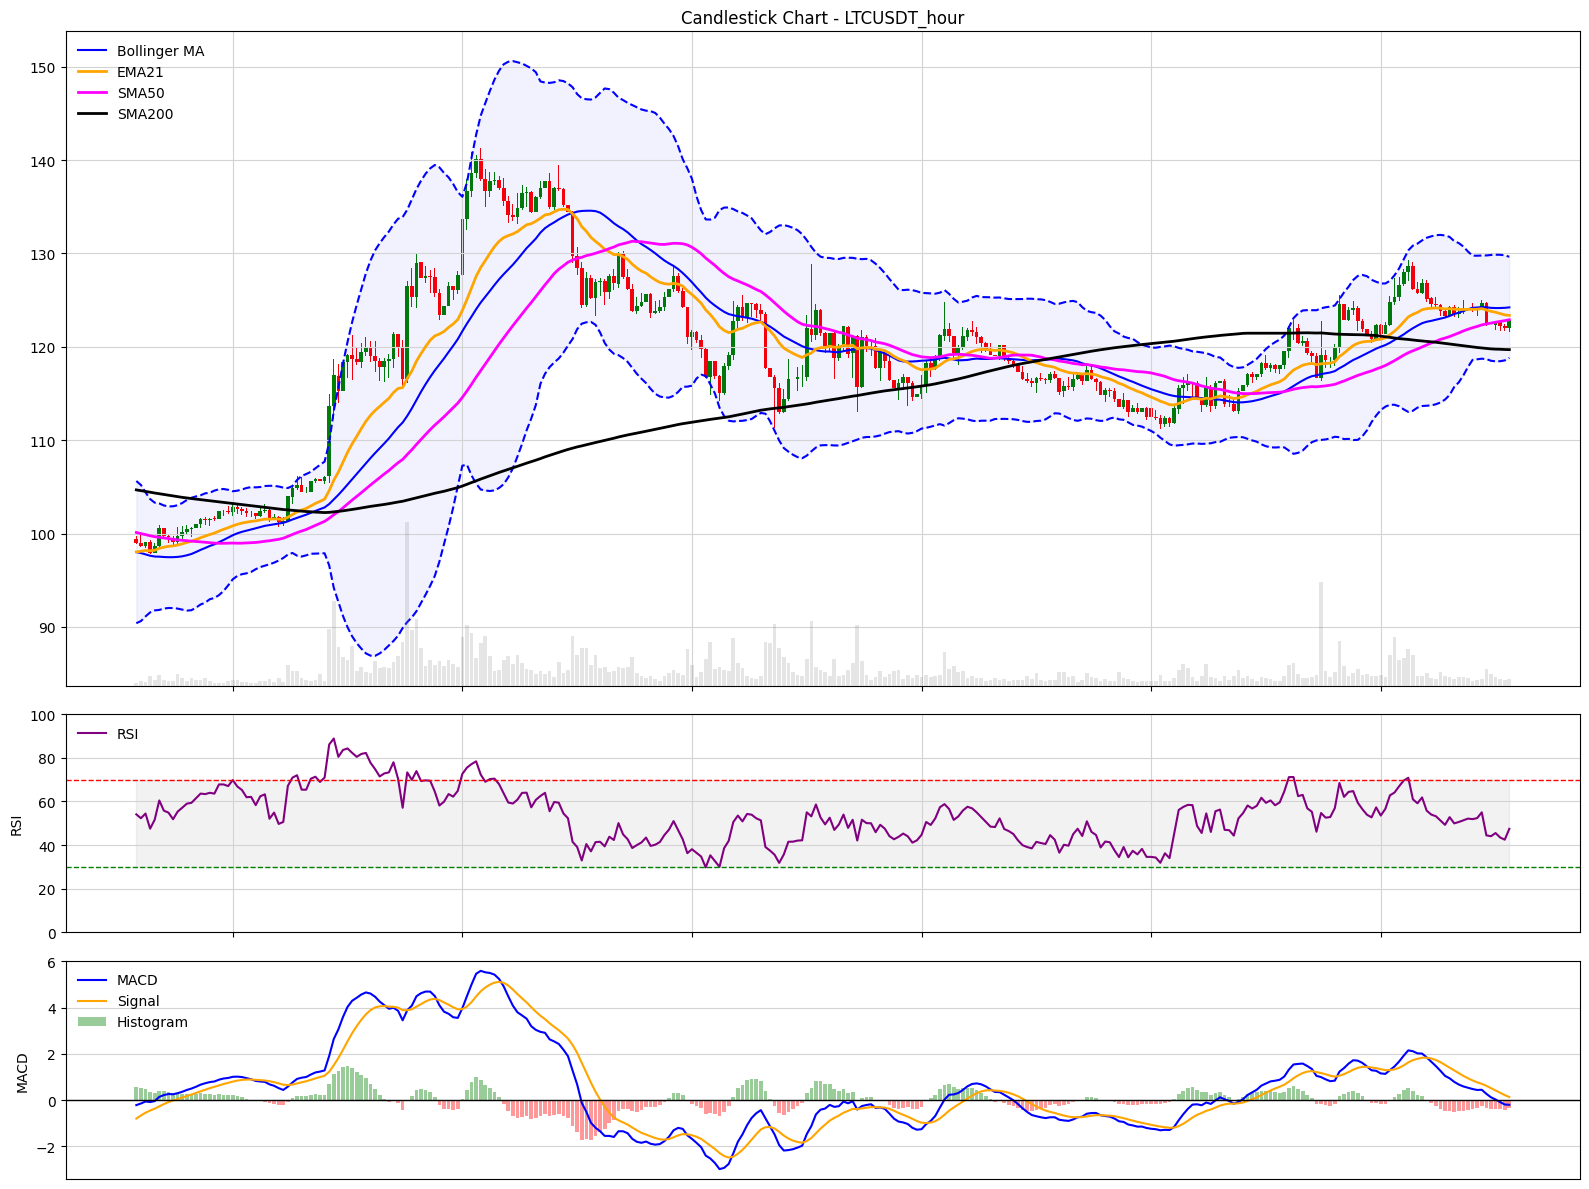 Candlestick Chart - LTCUSDT_hour
Bollinger MA
EMA21
SMA50
SMA200
150
140
130
120
110
100
90
RSI
100
80
60
40
20
0
RSI
MACD
Signal
Histogram
6
4
2
0
−2
MACD